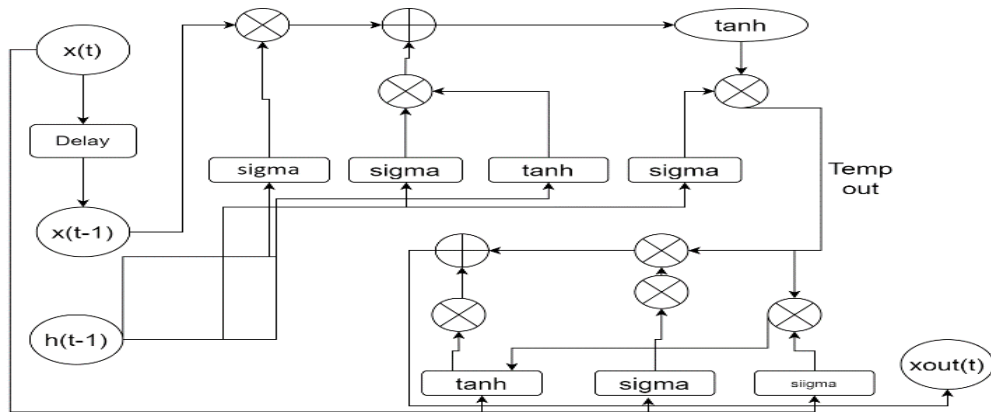 x(t)
tanh
Delay
sigma
sigma
tanh
sigma
Temp
out
x(t-1)
h(t-1)
tanh
sigma
siigma
xout(t)